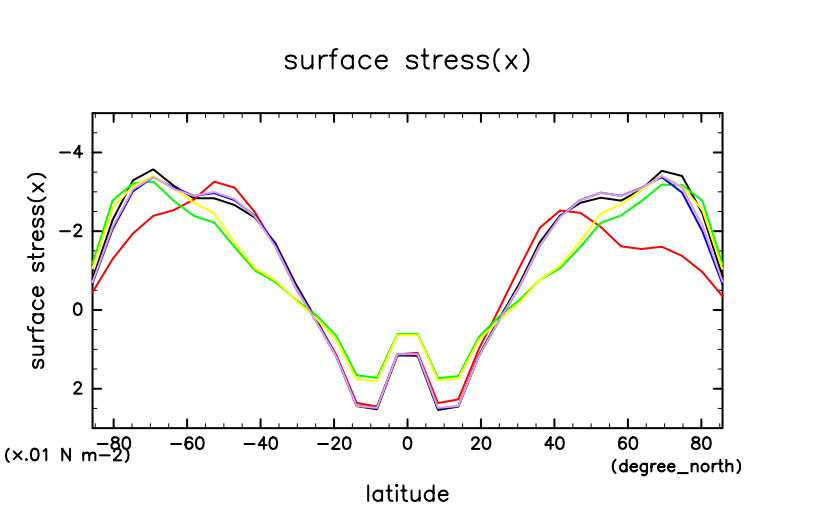 surface stress(x)
surface stress(x)
-4
-2
0
2
-80 -60 -40 -20 0 20 40 60 80
(x.01 N m-2)
(degree_north)
latitude